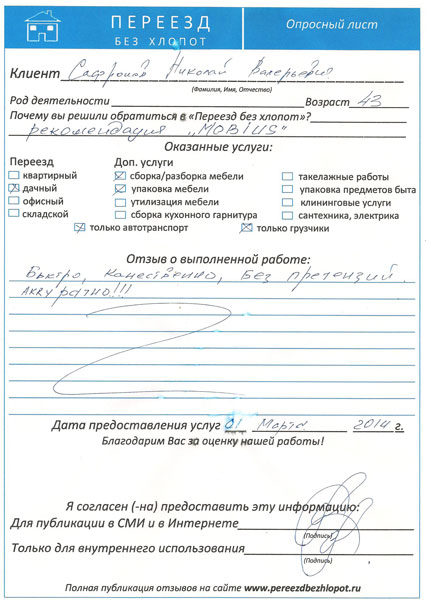 ПЕРЕЕЗД
БЕЗ ХЛОПОТ
Опросный лист
Клиент Сафронов Николай Валерьевич
(Фамилия, Имя, Отчество)
Род деятельности Возраст 43
Почему вы решили обратиться в «Переезд без хлопот»?
рекомендация "MOBIUS"
Оказанные услуги:
Переезд Доп. услуги
квартирный сборка/разборка мебели такелажные работы
дачный упаковка мебели упаковка предметов быта
офисный утилизация мебели клининговые услуги
складской сборка кухонного гарнитура сантехника, электрика
только автотранспорт только грузчики
Отзыв о выполненной работе:
Быстро, Качественно, Без претензий.
Аккуратно!!!
Дата предоставления услуг 01 Марта 2014 г.
Благодарим Вас за оценку нашей работы!
Я согласен (-на) предоставить эту информацию:
Для публикации в СМИ и в Интернете
(Подпись)
Только для внутреннего использования
(Подпись)
Полная публикация отзывов на сайте www.pereezdbezhlopot.ru